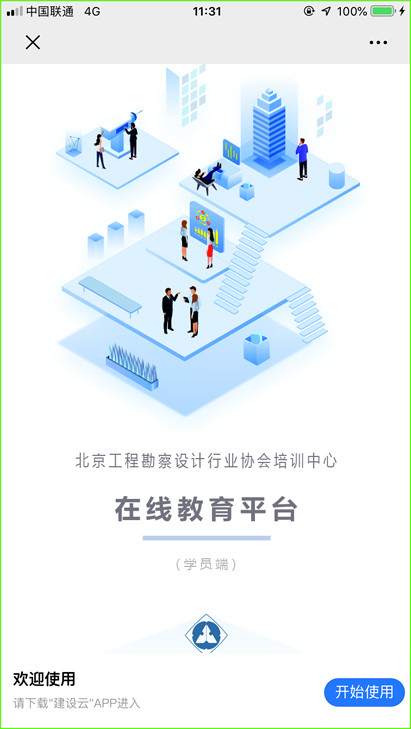 中国联通 4G 11:31 100%
北京工程勘察设计行业协会培训中心
在线教育平台
（学员端）
欢迎使用
请下载"建设云"APP进入
开始使用